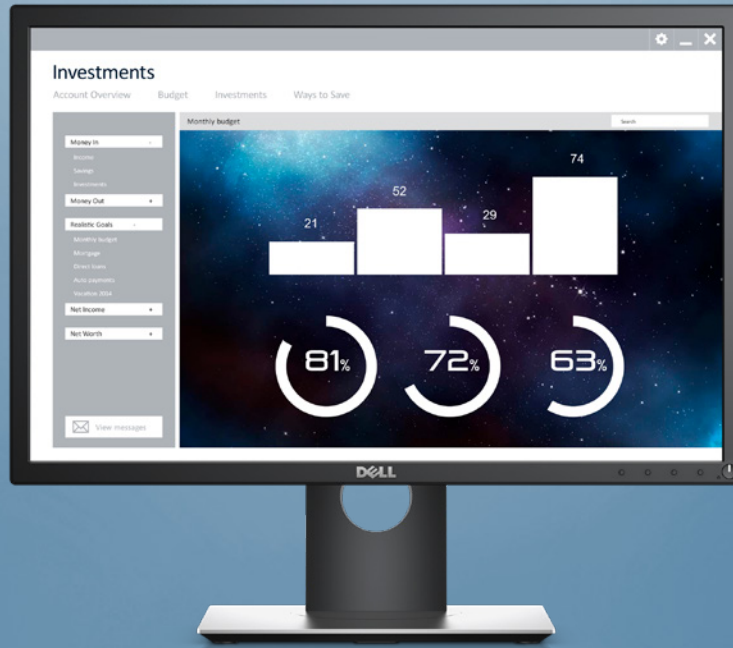 Investments
Account Overview Budget Investments Ways to Save
Monthly budget Search
Money In -
Income
Savings
Investments
Money Out +
Realistic Goals -
Monthly budget
Mortgage
Direct loans
Auto payments
Vacation 2014
Net Income +
Net Worth +
View messages
21 52 29 74
81% 72% 63%
DELL